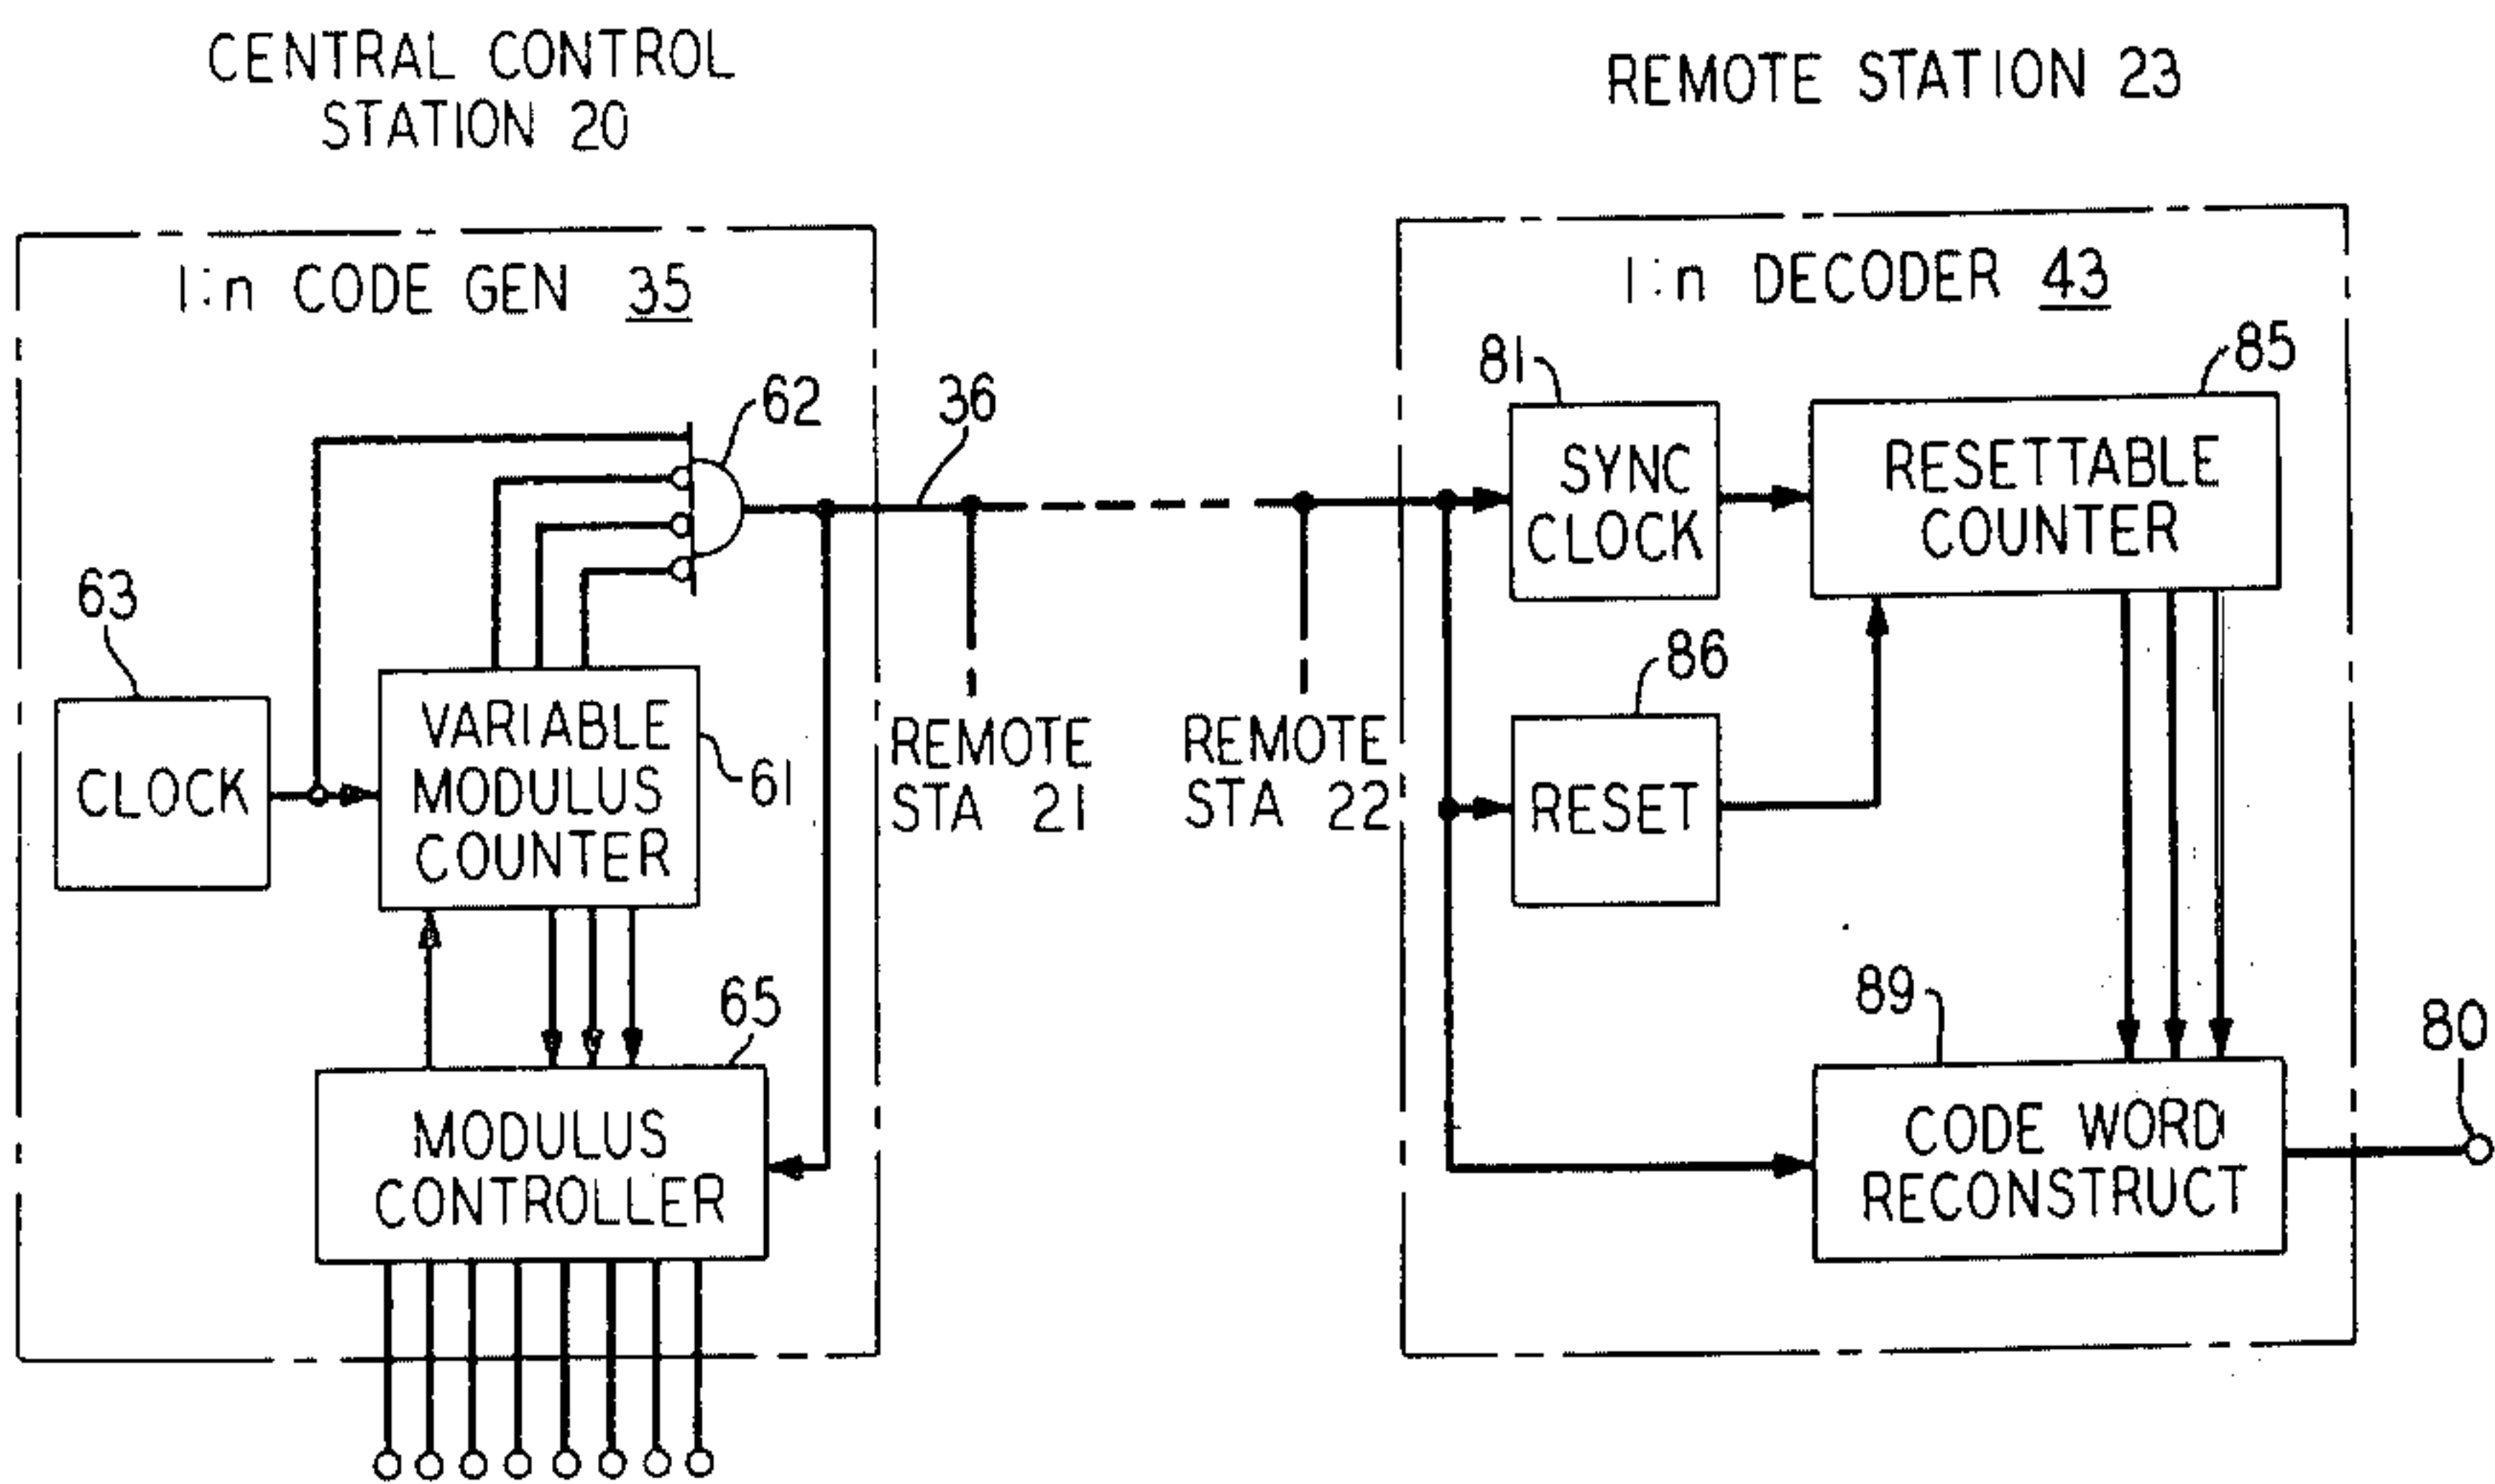 CENTRAL CONTROL
STATION 20
REMOTE STATION 23
1:n CODE GEN 35
1:n DECODER 43
62
36
81
85
SYNC
CLOCK
RESETTABLE
COUNTER
63
86
CLOCK
VARIABLE
MODULUS
COUNTER
61
REMOTE
STA 21
REMOTE
STA 22
RESET
65
89
80
MODULUS
CONTROLLER
CODE WORD
RECONSTRUCT